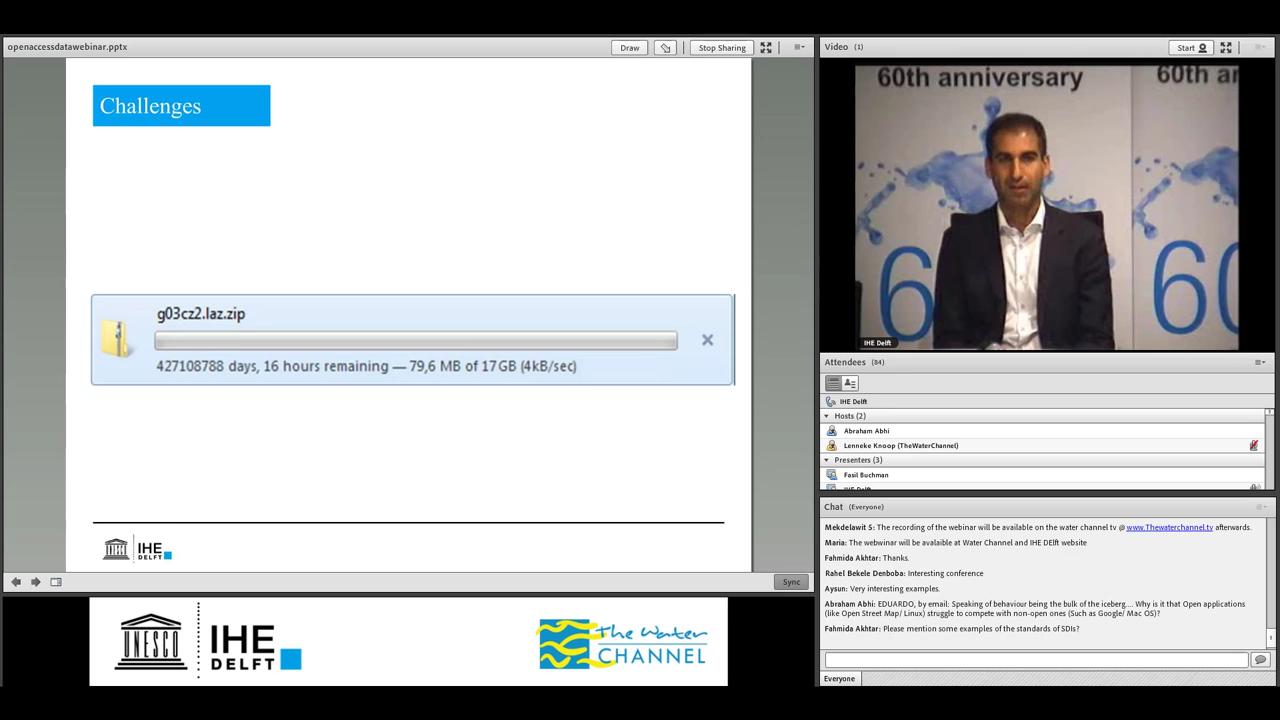 openaccessdatawebinar.pptx
Draw
Stop Sharing
Challenges
g03cz2.laz.zip
427108788 days, 16 hours remaining — 79,6 MB of 17GB (4kB/sec)
unesco
IHE
DELFT
Sync
UNESCO
IHE
DELFT
The Water
CHANNEL
Video (1)
Start
60th anniversary
60th an
60
60
IHE Delft
Attendees (84)
IHE Delft
Hosts (2)
Abraham Abhi
Lenneke Knoop (TheWaterChannel)
Presenters (3)
Fasil Buchman
IHE Delft
Chat (Everyone)
Mekdelawit S: The recording of the webinar will be available on the water channel tv @ www.Thewaterchannel.tv afterwards.
Maria: The webwinar will be avalaible at Water Channel and IHE DElft website
Fahmida Akhtar: Thanks.
Rahel Bekele Denboba: Interesting conference
Aysun: Very interesting examples.
Abraham Abhi: EDUARDO, by email: Speaking of behaviour being the bulk of the iceberg.... Why is it that Open applications
(like Open Street Map/ Linux) struggle to compete with non-open ones (Such as Google/ Mac OS)?
Fahmida Akhtar: Please mention some examples of the standards of SDIs?
Everyone